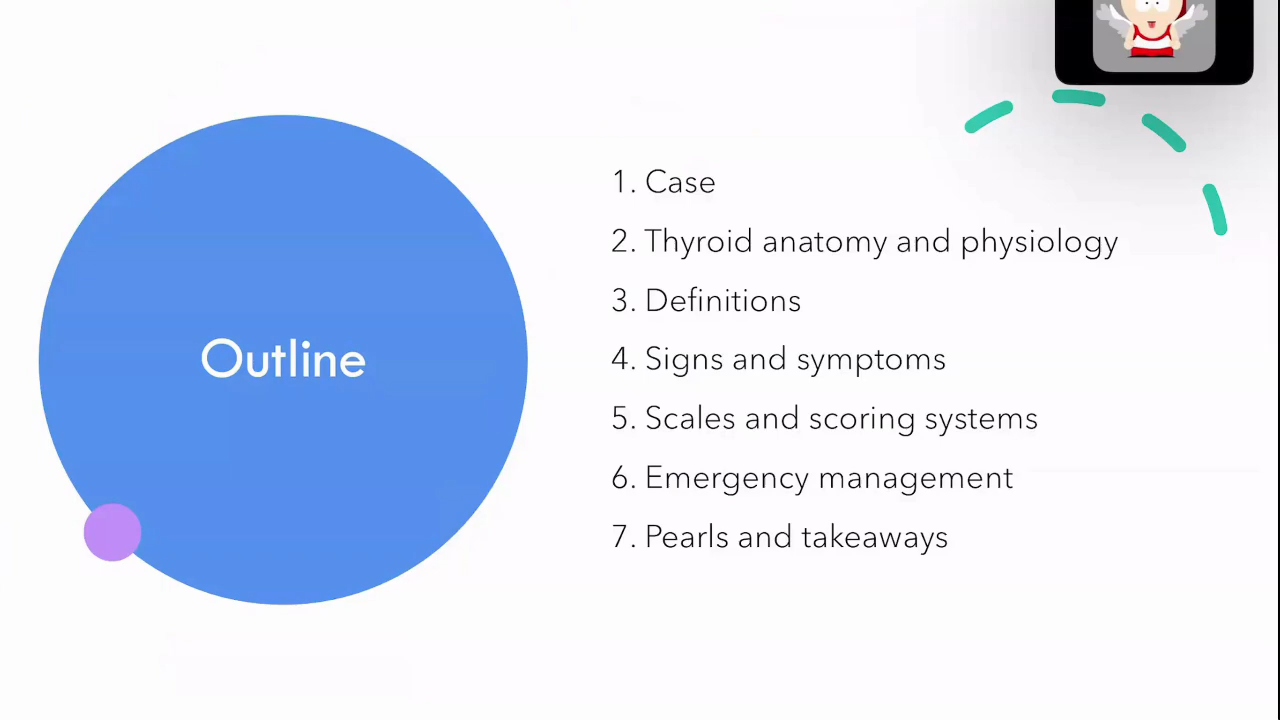 Outline
1. Case
2. Thyroid anatomy and physiology
3. Definitions
4. Signs and symptoms
5. Scales and scoring systems
6. Emergency management
7. Pearls and takeaways